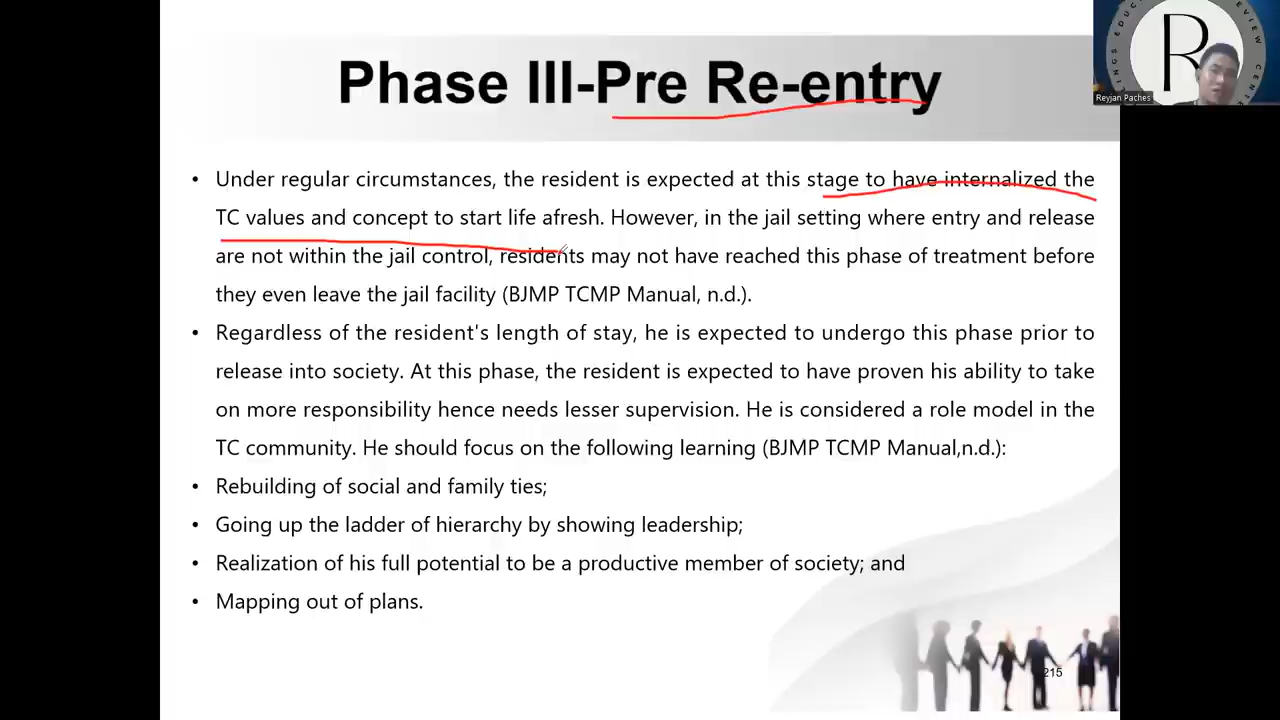 Phase III-Pre Re-entry
R
Reyjan Paches
• Under regular circumstances, the resident is expected at this stage to have internalized the
TC values and concept to start life afresh. However, in the jail setting where entry and release
are not within the jail control, residents may not have reached this phase of treatment before
they even leave the jail facility (BJMP TCMP Manual, n.d.).
• Regardless of the resident's length of stay, he is expected to undergo this phase prior to
release into society. At this phase, the resident is expected to have proven his ability to take
on more responsibility hence needs lesser supervision. He is considered a role model in the
TC community. He should focus on the following learning (BJMP TCMP Manual,n.d.):
• Rebuilding of social and family ties;
• Going up the ladder of hierarchy by showing leadership;
• Realization of his full potential to be a productive member of society; and
• Mapping out of plans.
215